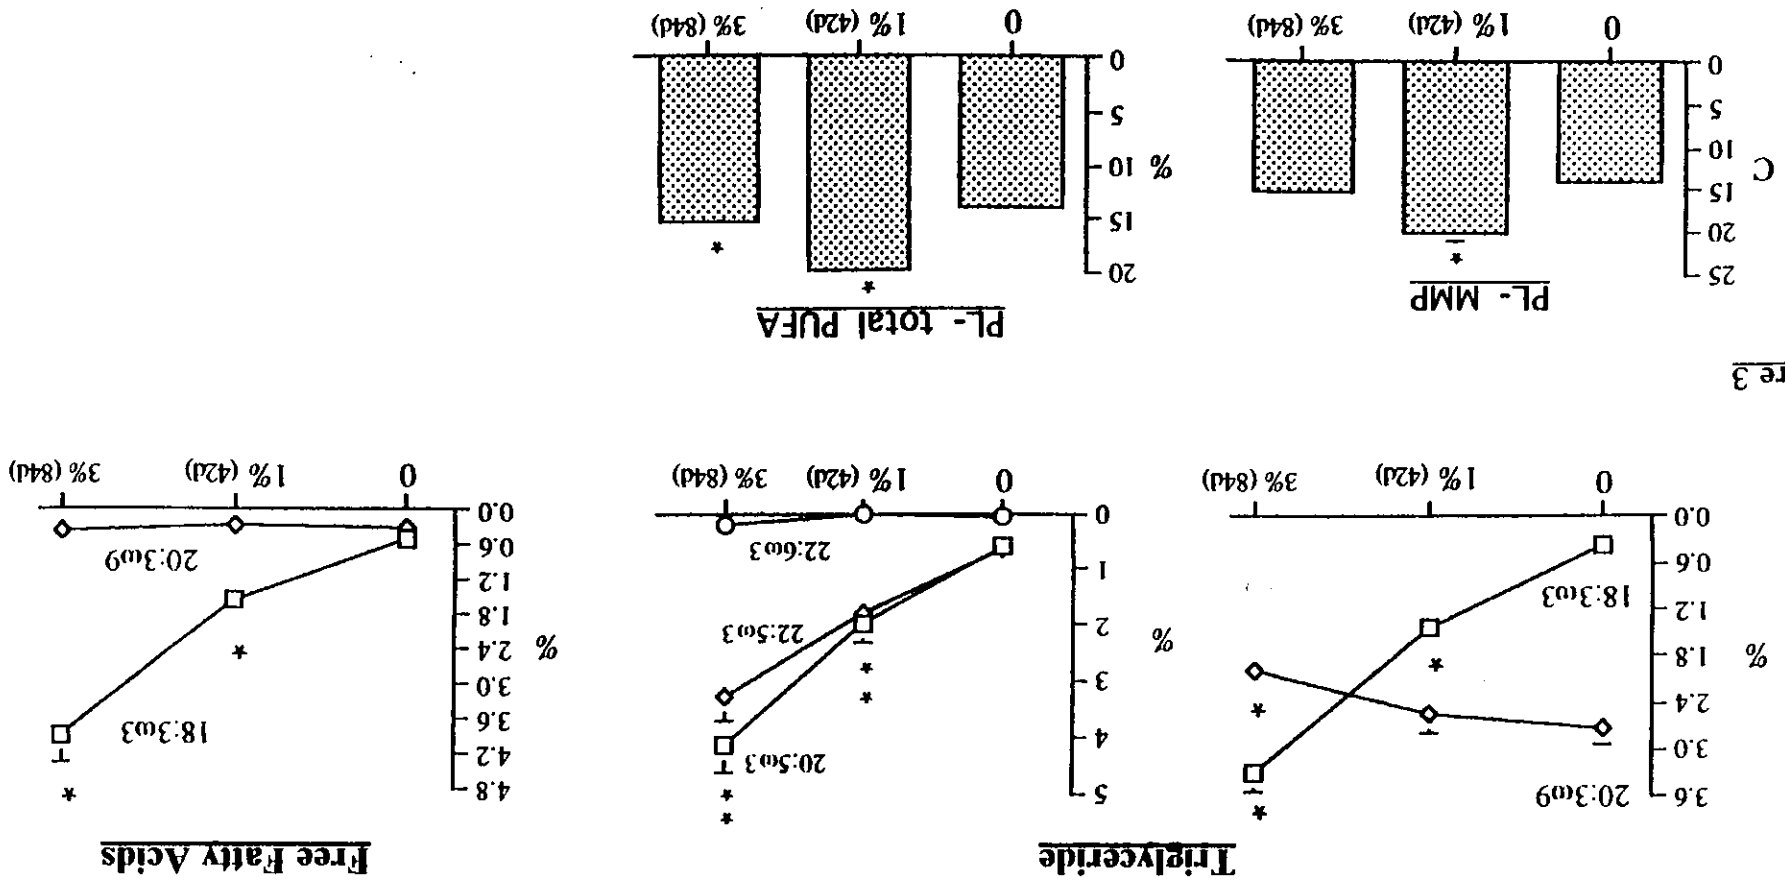 Triglyceride
Free Fatty Acids
3.6
3.0
2.4
1.8
1.2
0.6
0.0
%
20:3ω9
18:3ω3
*
*
*
0
1% (42d)
3% (84d)
5
4
3
2
1
0
%
20:5ω3
22:5ω3
22:6ω3
*
*
*
*
0
1% (42d)
3% (84d)
4.8
4.2
3.6
3.0
2.4
1.8
1.2
0.6
0.0
%
18:3ω3
20:3ω9
*
*
0
1% (42d)
3% (84d)
re 3
C
PL- MMP
25
20
15
10
5
0
*
0
1% (42d)
3% (84d)
PL- total PUFA
20
15
10
5
0
%
*
*
0
1% (42d)
3% (84d)